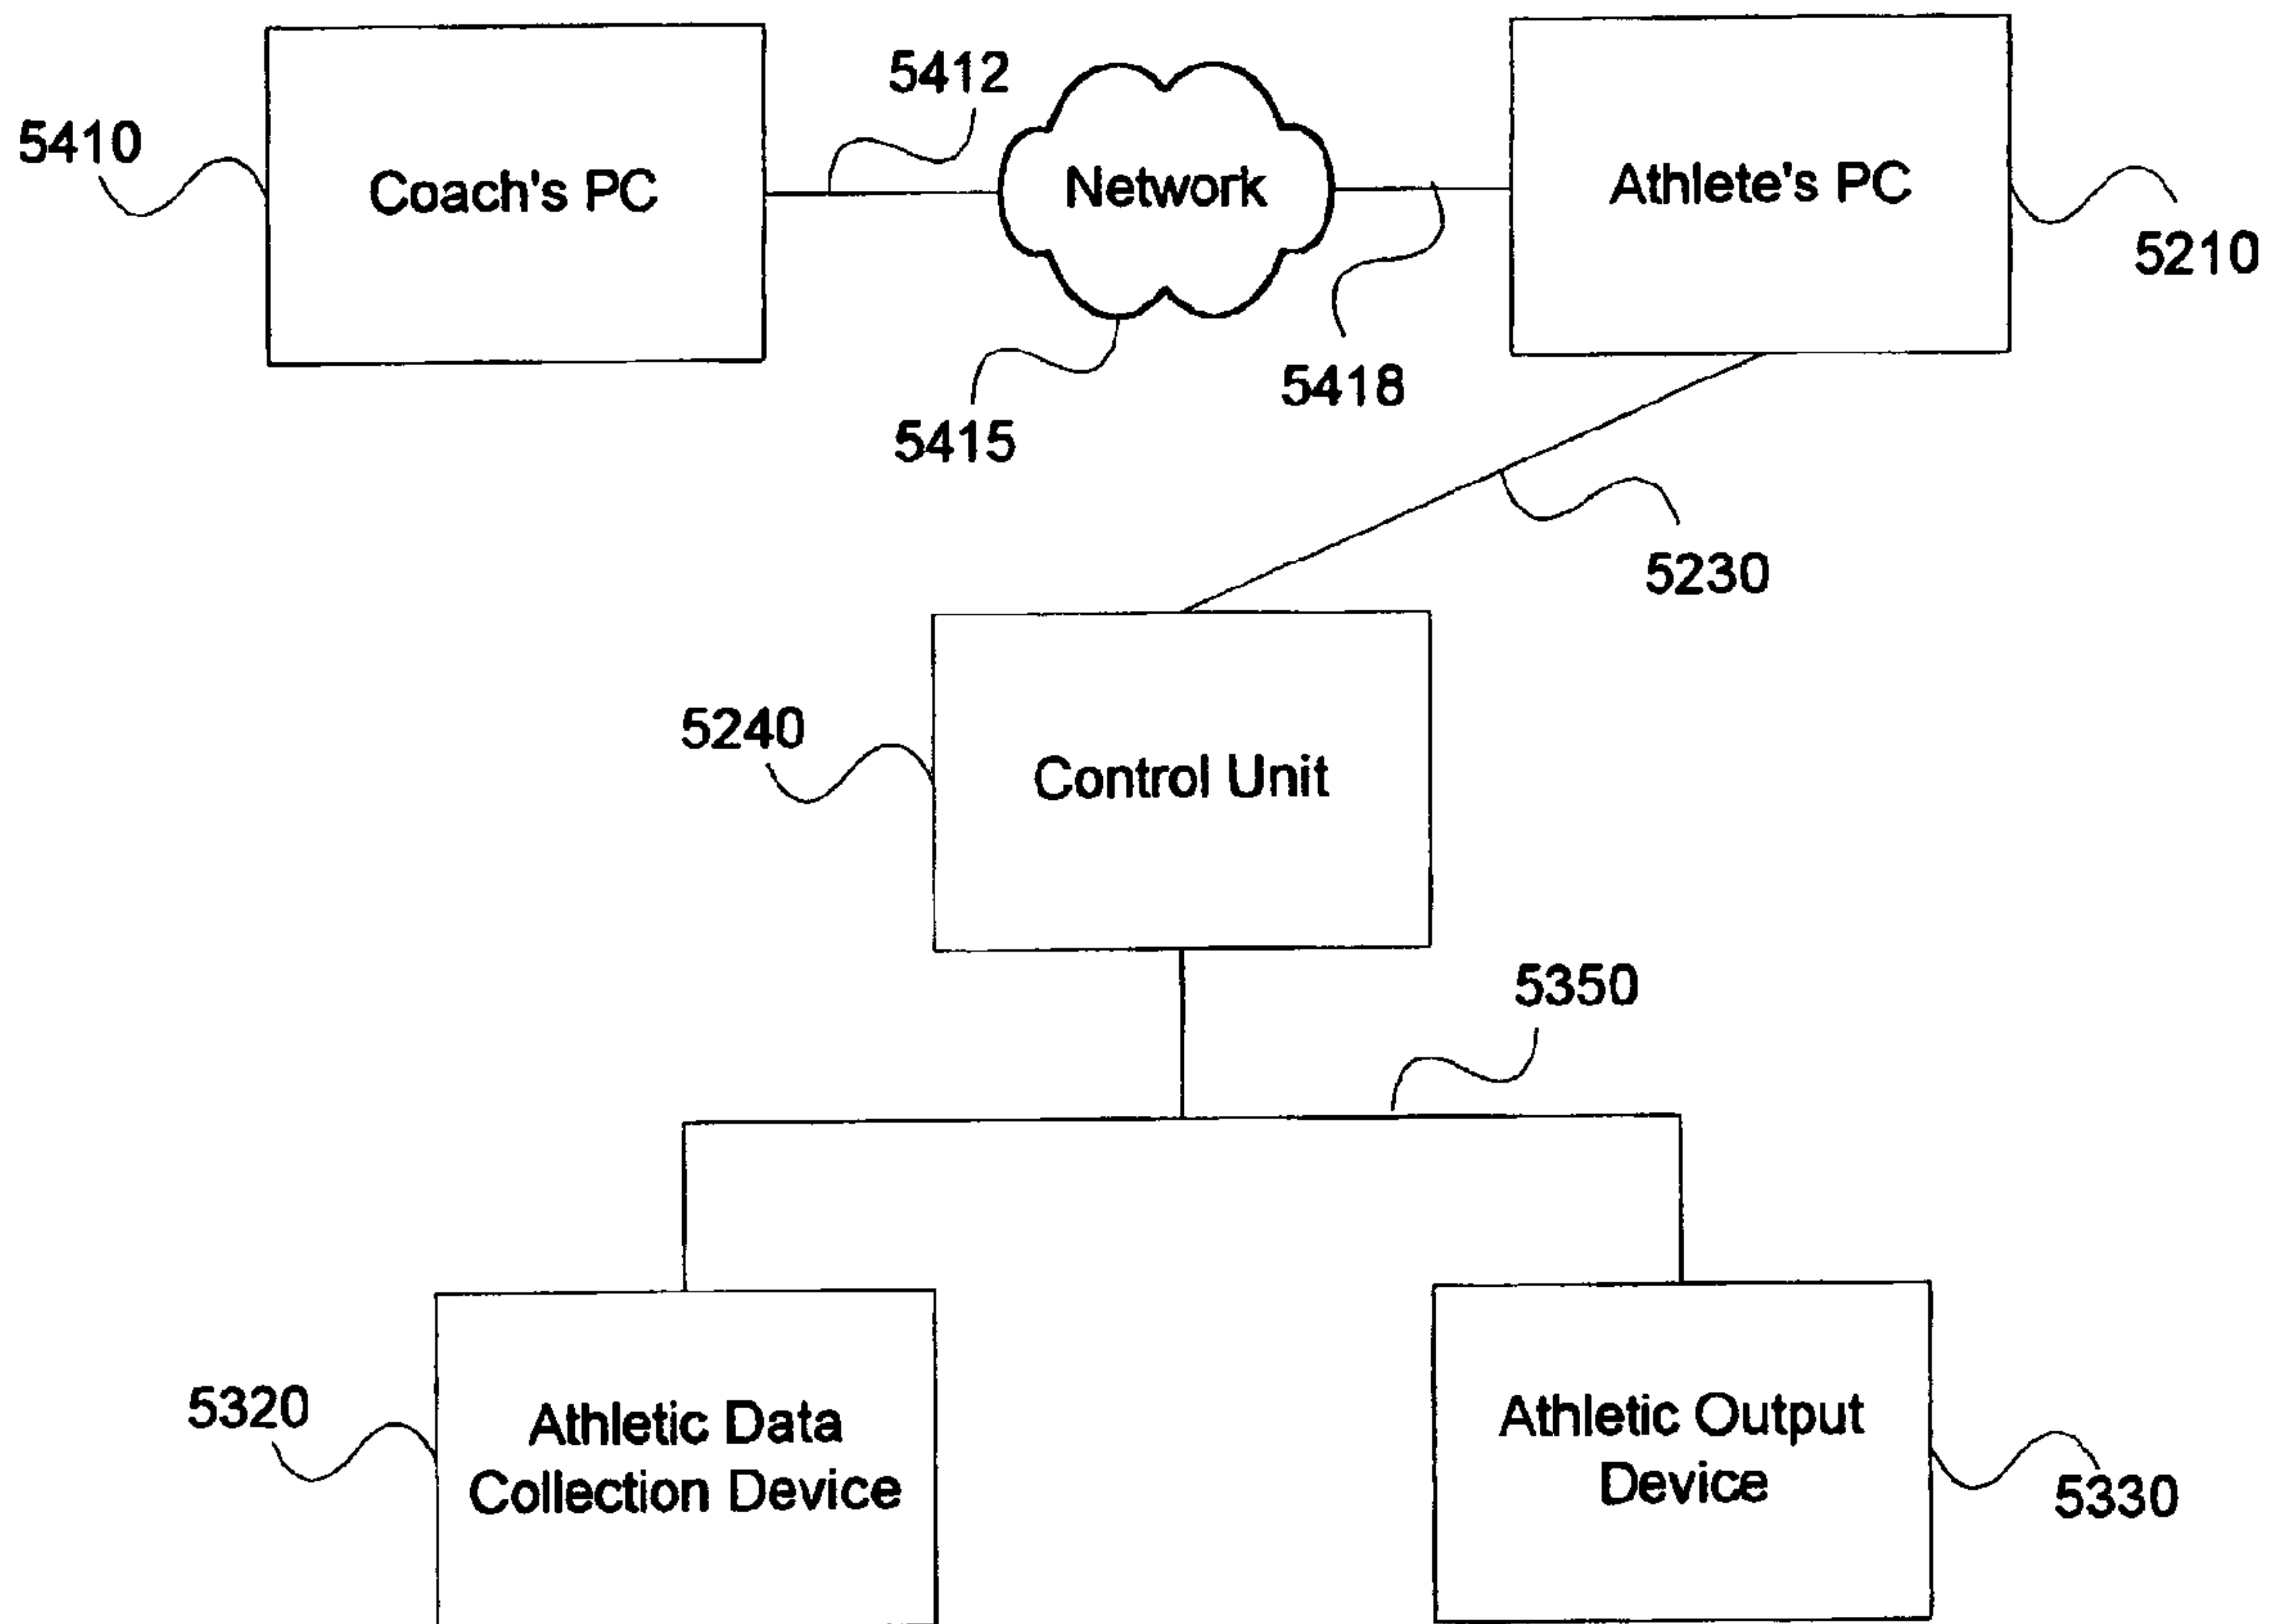 5412
5410
Coach's PC
Network
Athlete's PC
5210
5418
5415
5230
5240
Control Unit
5350
5320
Athletic Data
Collection Device
Athletic Output
Device
5330